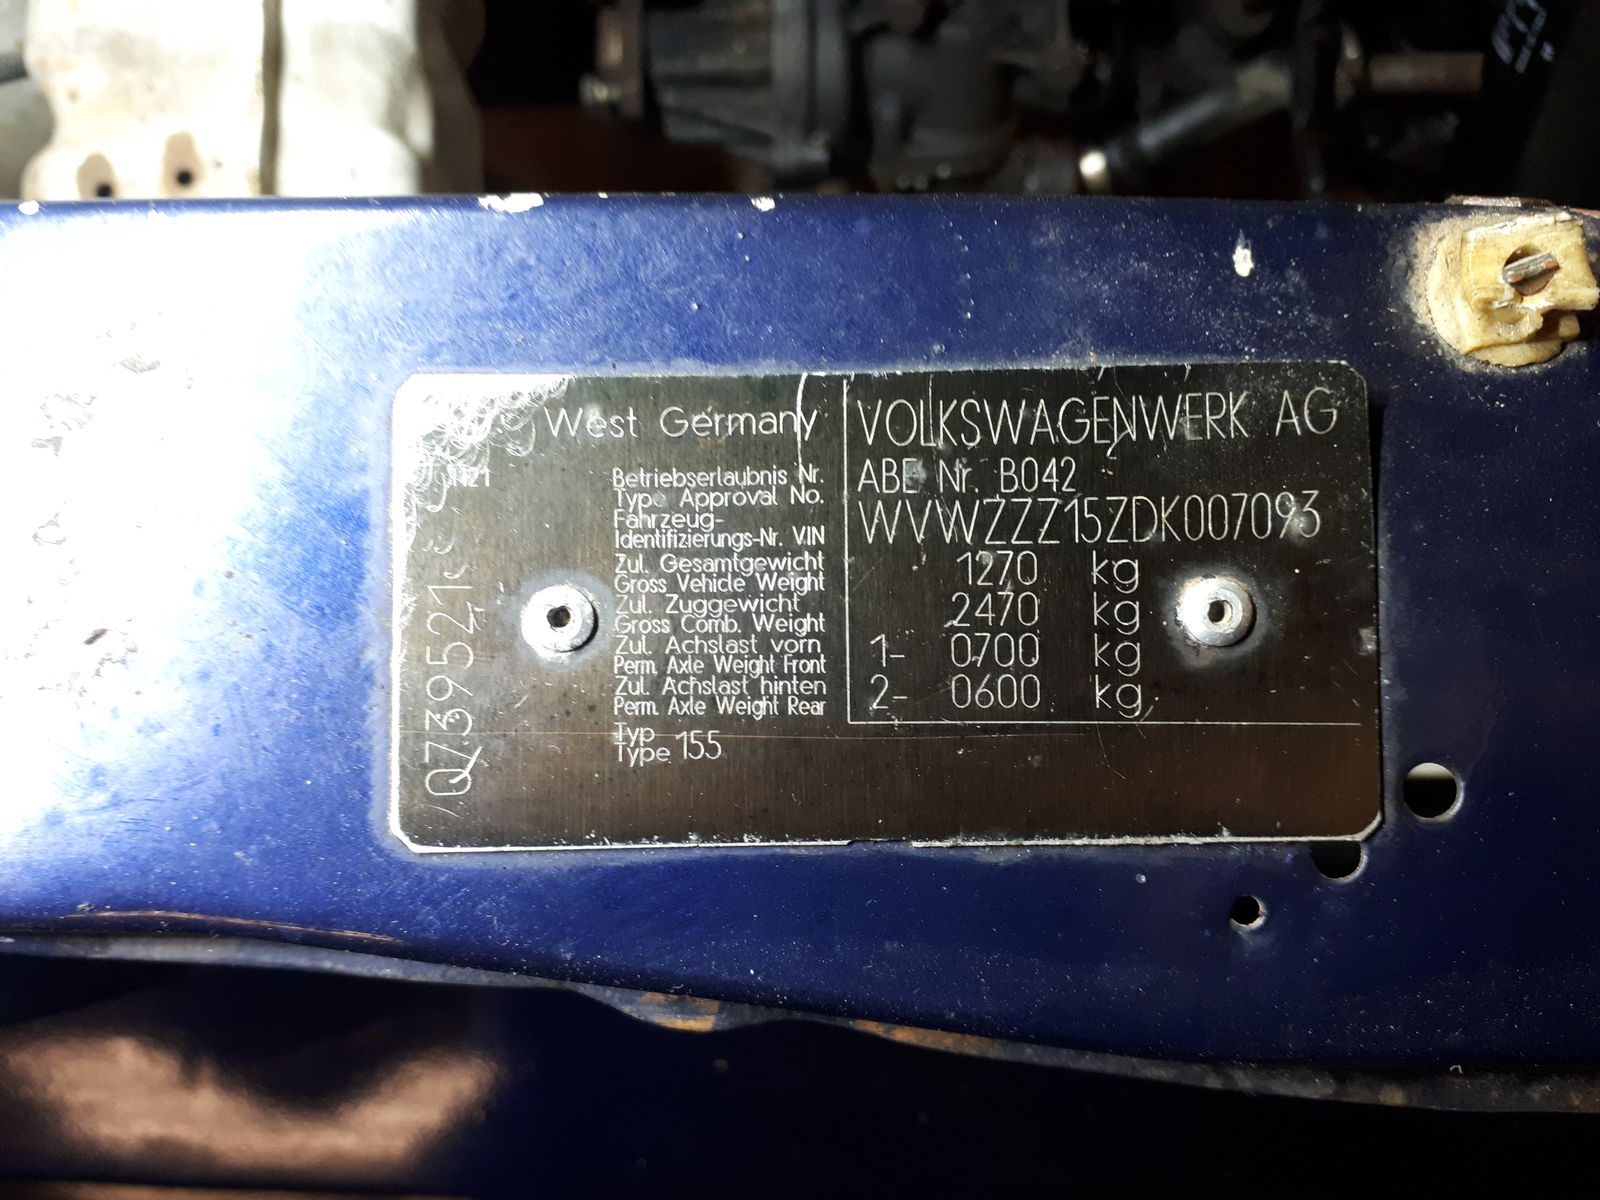 West Germany
Betriebserlaubnis Nr.
Type Approval No.
Fahrzeug-
Identifizierungs-Nr. VIN
Zul. Gesamtgewicht
Gross Vehicle Weight
Zul. Zuggewicht
Gross Comb. Weight
Zul. Achslast vorn
Perm. Axle Weight Front
Zul. Achslast hinten
Perm. Axle Weight Rear
Typ
Type 155
VOLKSWAGENWERK AG
ABE Nr. B042
WVWZZZ15ZDK007093
1270 kg
2470 kg
1- 0700 kg
2- 0600 kg
Q739521